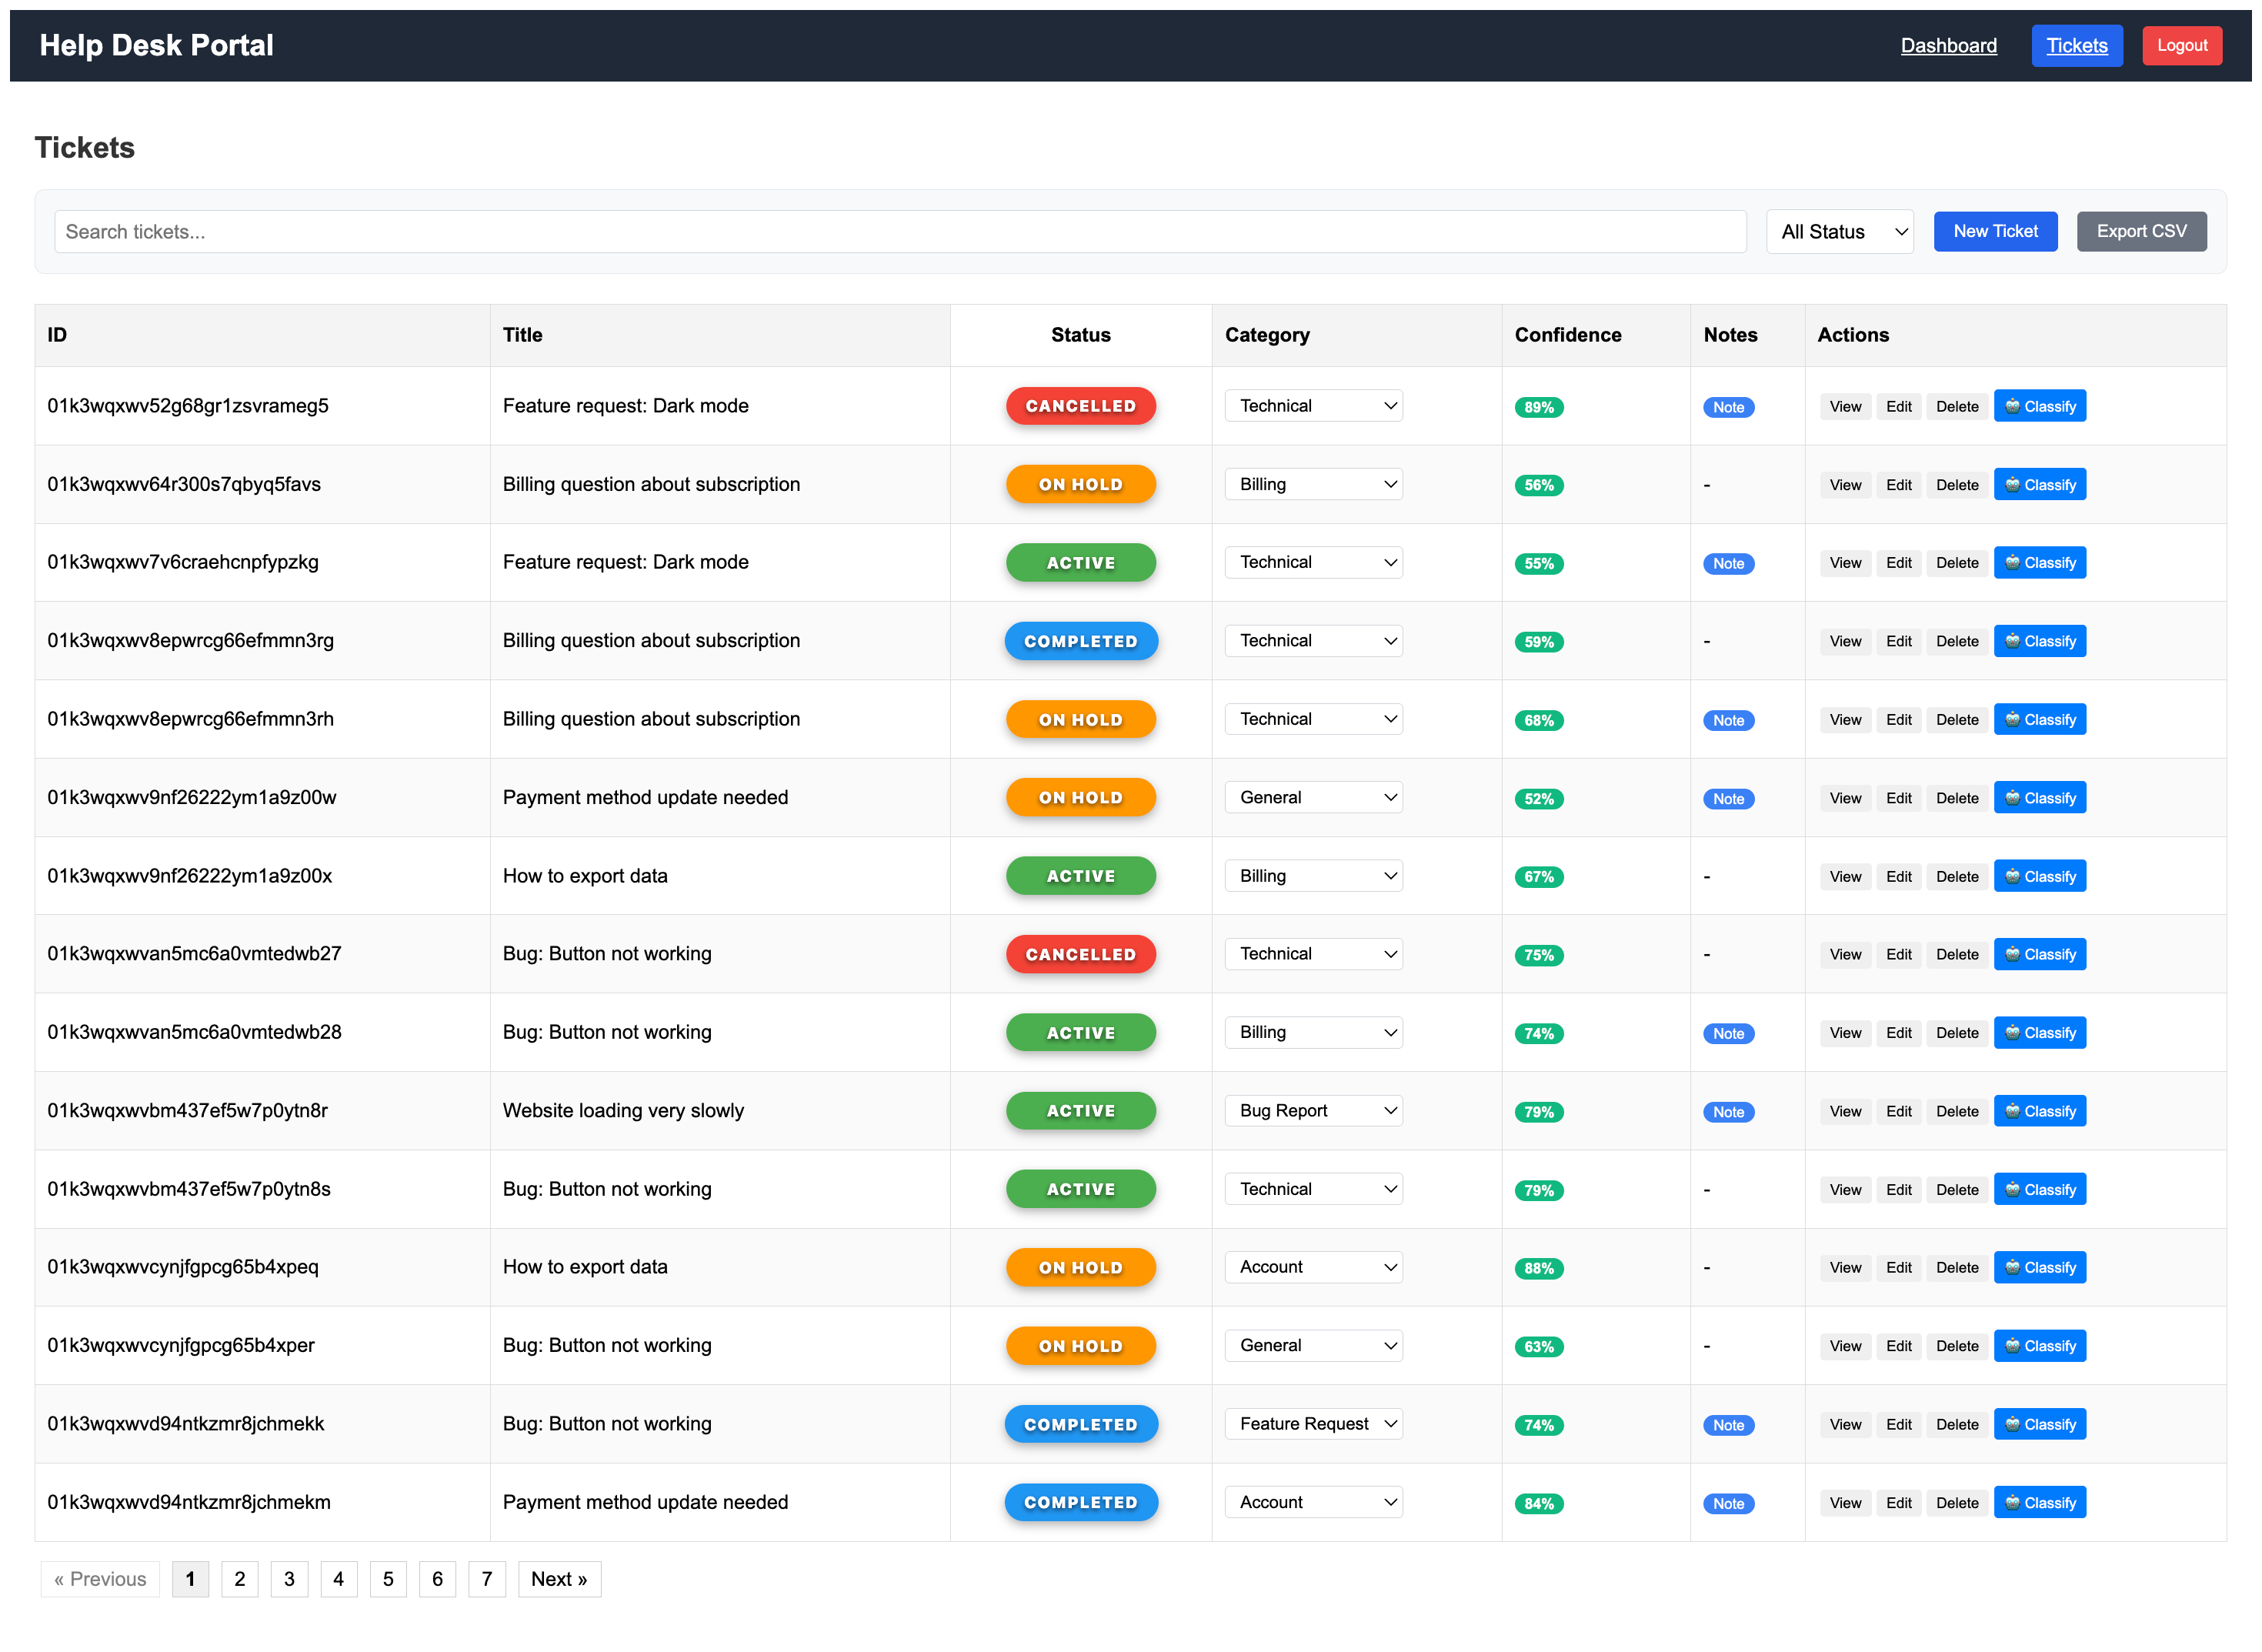 Help Desk Portal Dashboard Tickets Logout
Tickets
Search tickets... All Status New Ticket Export CSV
ID Title Status Category Confidence Notes Actions
01k3wqxwv52g68gr1zsvrameg5 Feature request: Dark mode CANCELLED Technical 89% Note View Edit Delete Classify
01k3wqxwv64r300s7qbyq5favs Billing question about subscription ON HOLD Billing 56% - View Edit Delete Classify
01k3wqxwv7v6craehcnpfypzkg Feature request: Dark mode ACTIVE Technical 55% Note View Edit Delete Classify
01k3wqxwv8epwrcg66efmmn3rg Billing question about subscription COMPLETED Technical 59% - View Edit Delete Classify
01k3wqxwv8epwrcg66efmmn3rh Billing question about subscription ON HOLD Technical 68% Note View Edit Delete Classify
01k3wqxwv9nf26222ym1a9z00w Payment method update needed ON HOLD General 52% Note View Edit Delete Classify
01k3wqxwv9nf26222ym1a9z00x How to export data ACTIVE Billing 67% - View Edit Delete Classify
01k3wqxwvan5mc6a0vmtedwb27 Bug: Button not working CANCELLED Technical 75% - View Edit Delete Classify
01k3wqxwvan5mc6a0vmtedwb28 Bug: Button not working ACTIVE Billing 74% Note View Edit Delete Classify
01k3wqxwvbm437ef5w7p0ytn8r Website loading very slowly ACTIVE Bug Report 79% Note View Edit Delete Classify
01k3wqxwvbm437ef5w7p0ytn8s Bug: Button not working ACTIVE Technical 79% - View Edit Delete Classify
01k3wqxwvcynjfgpcg65b4xpeq How to export data ON HOLD Account 88% - View Edit Delete Classify
01k3wqxwvcynjfgpcg65b4xper Bug: Button not working ON HOLD General 63% - View Edit Delete Classify
01k3wqxwvd94ntkzmr8jchmekk Bug: Button not working COMPLETED Feature Request 74% Note View Edit Delete Classify
01k3wqxwvd94ntkzmr8jchmekm Payment method update needed COMPLETED Account 84% Note View Edit Delete Classify
« Previous 1 2 3 4 5 6 7 Next »